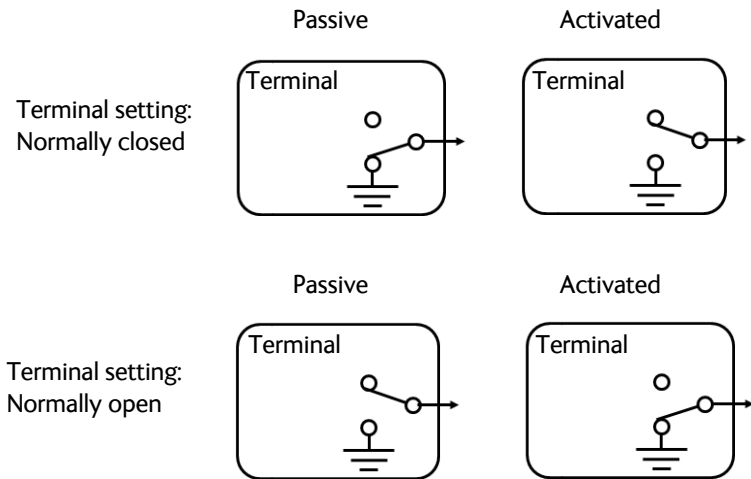 Passive
Activated
Terminal setting:
Normally closed
Terminal
Terminal
Passive
Activated
Terminal setting:
Normally open
Terminal
Terminal